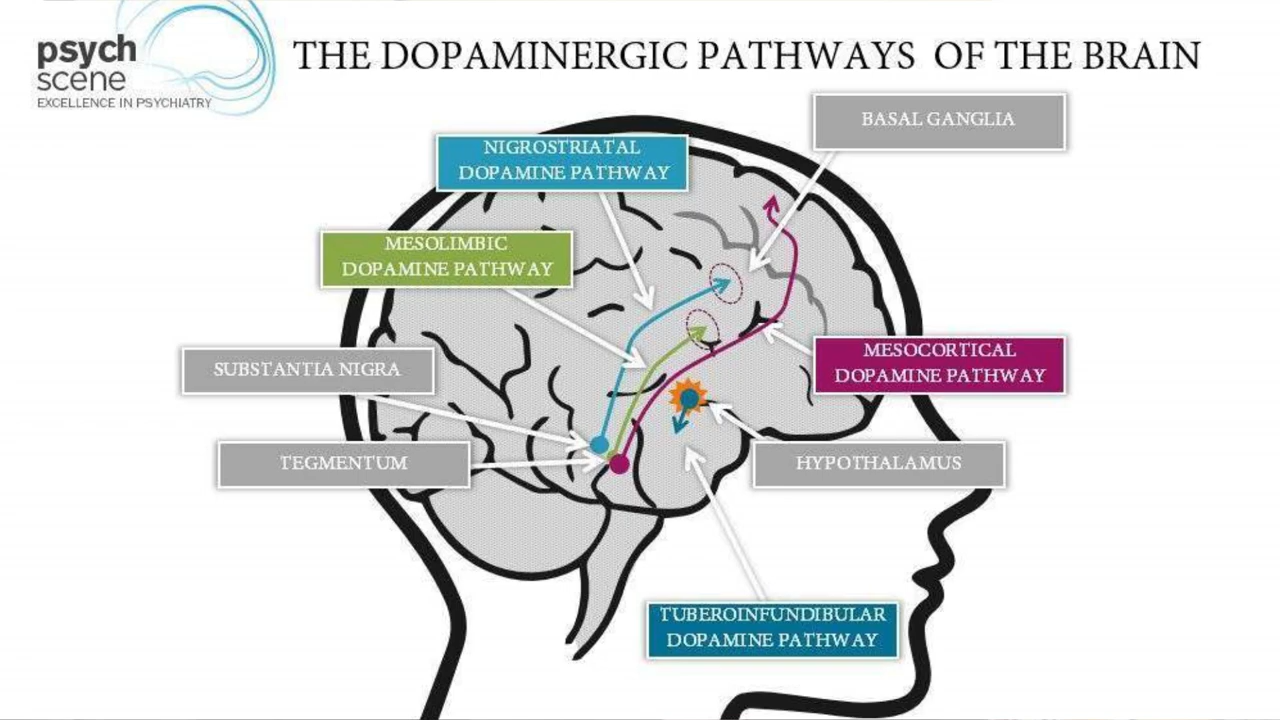 psych
scene
EXCELLENCE IN PSYCHIATRY
THE DOPAMINERGIC PATHWAYS OF THE BRAIN
BASAL GANGLIA
NIGROSTRIATAL
DOPAMINE PATHWAY
MESOLIMBIC
DOPAMINE PATHWAY
SUBSTANTIA NIGRA
MESOCORTICAL
DOPAMINE PATHWAY
TEGMENTUM
HYPOTHALAMUS
TUBEROINFUNDIBULAR
DOPAMINE PATHWAY